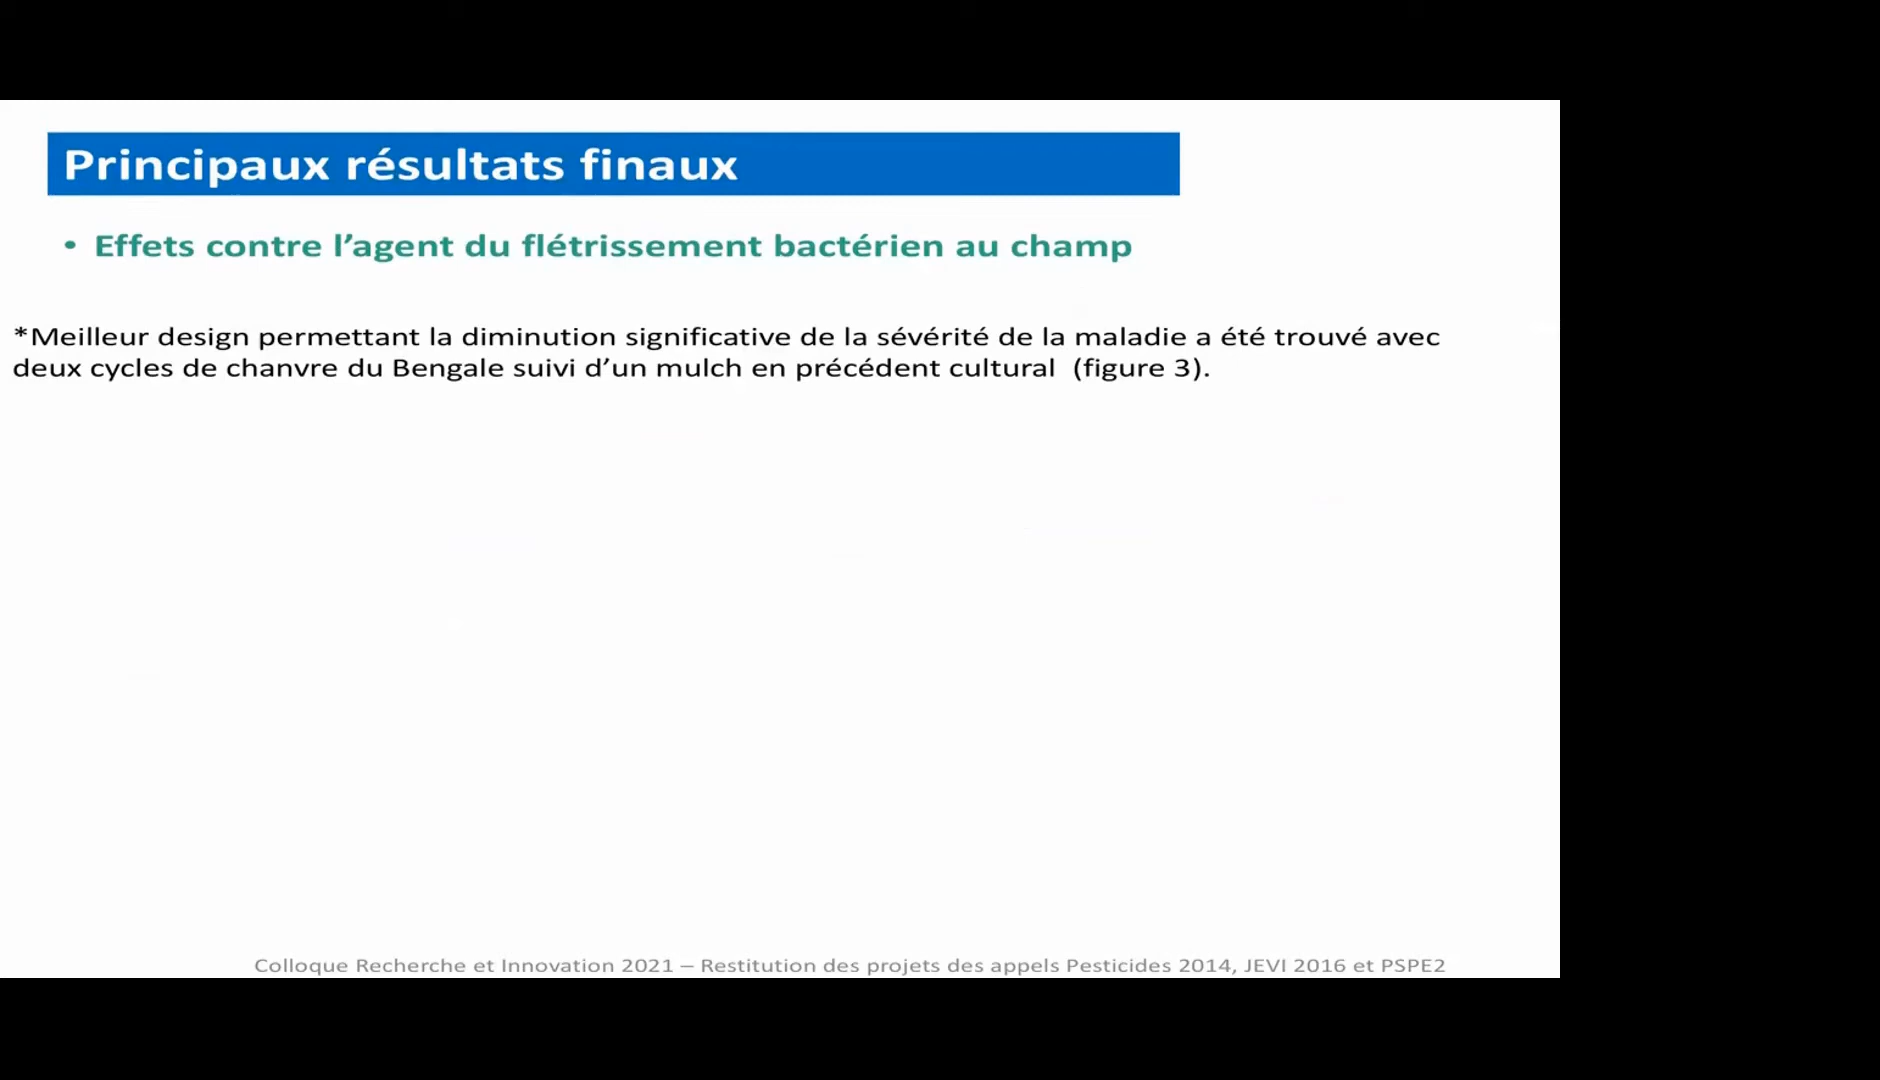 Principaux résultats finaux
• Effets contre l’agent du flétrissement bactérien au champ
*Meilleur design permettant la diminution significative de la sévérité de la maladie a été trouvé avec
deux cycles de chanvre du Bengale suivi d’un mulch en précédent cultural  (figure 3).
Colloque Recherche et Innovation 2021 – Restitution des projets des appels Pesticides 2014, JEVI 2016 et PSPE2